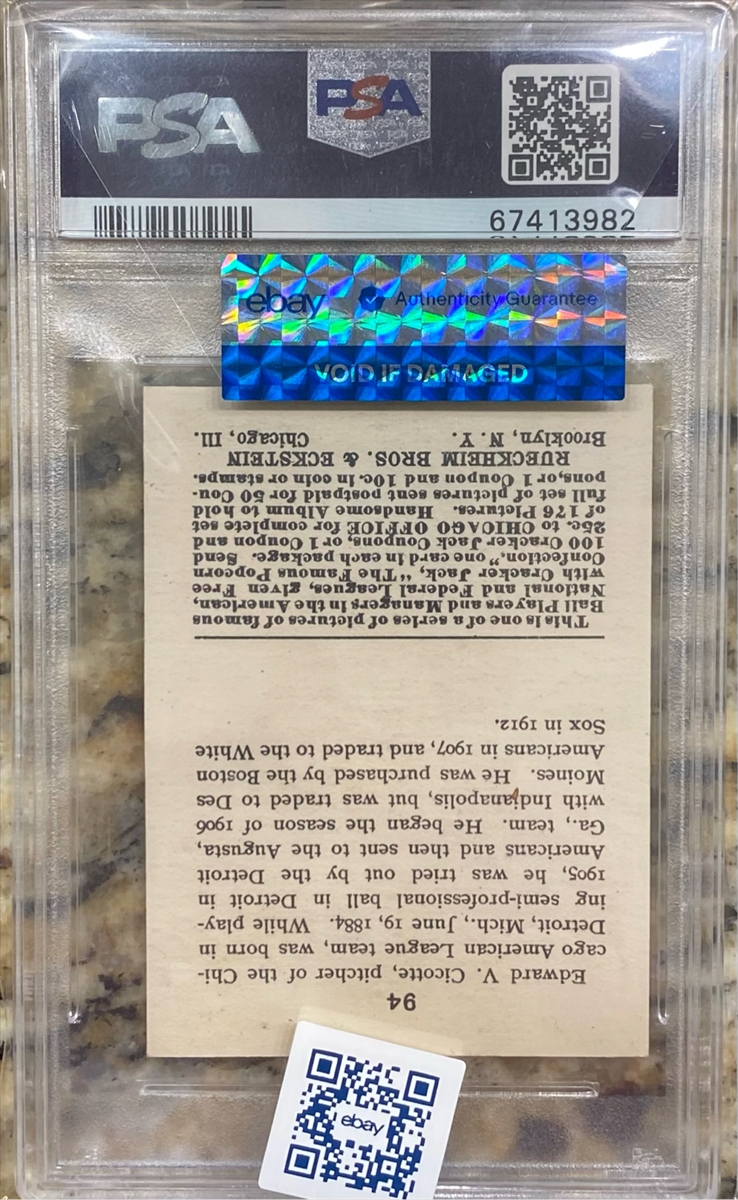 PSA
PSA
67413982
ebay Authenticity Guarantee
VOID IF DAMAGED
94
Edward V. Cicotte, pitcher of the Chi-
cago American League team, was born in
Detroit, Mich., June 19, 1884. While play-
ing semi-professional ball in Detroit in
1905, he was tried out by the Detroit
Americans and then sent to the Augusta,
Ga., team. He began the season of 1906
with Indianapolis, but was traded to Des
Moines. He was purchased by the Boston
Americans in 1907, and traded to the White
Sox in 1912.
This is one of a series of pictures of famous
Ball Players and Managers in the American,
National and Federal Leagues, given Free
with Cracker Jack, "The Famous Popcorn
Confection," one card in each package. Send
100 Cracker Jack Coupons, or 1 Coupon and
25c. to CHICAGO OFFICE for complete set
of 176 Pictures. Handsome Album to hold
full set of pictures sent postpaid for 50 Cou-
pons, or 1 Coupon and 10c. in coin or stamps.
RUECKHEIM BROS. & ECKSTEIN
Brooklyn, N. Y. Chicago, Ill.
ebay